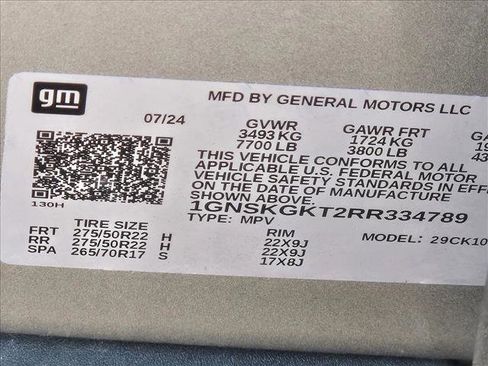 gm
MFD BY GENERAL MOTORS LLC
07/24
GVWR GAWR FRT
3493 KG 1724 KG
7700 LB 3800 LB
THIS VEHICLE CONFORMS TO ALL
APPLICABLE U.S. FEDERAL MOTOR
VEHICLE SAFETY STANDARDS IN
ON THE DATE OF MANUFACTURE
SHOWN ABOVE.
1GNSKGKT2RR334789
130H
TYPE: MPV MODEL: 29CK10
TIRE SIZE RIM
FRT 275/50R22 H 22X9J
RR 275/50R22 H 22X9J
SPA 265/70R17 S 17X8J